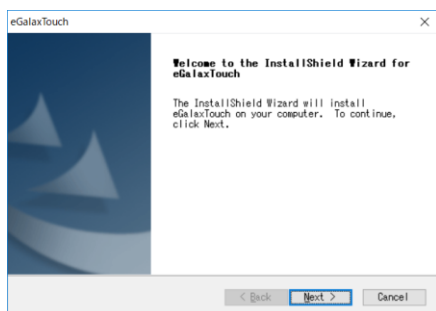 eGalaxTouch
Welcome to the InstallShield Wizard for
eGalaxTouch
The InstallShield Wizard will install
eGalaxTouch on your computer. To continue,
click Next.
< Back
Next >
Cancel